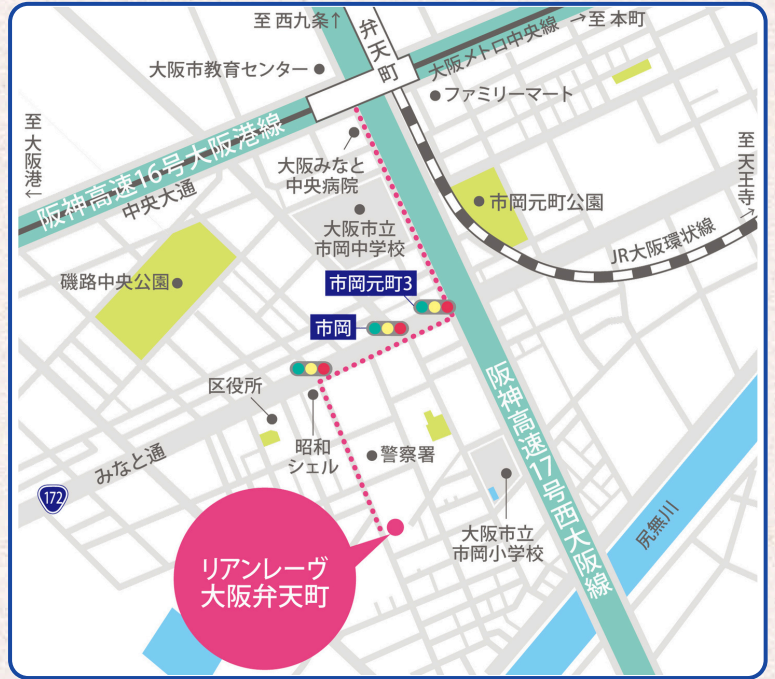 至 西九条↑
弁天町
大阪メトロ中央線
→至 本町
大阪市教育センター
ファミリーマート
至 大阪港←
阪神高速16号大阪港線
中央大通
大阪みなと
中央病院
大阪市立
市岡中学校
市岡元町公園
至 天王寺→
JR大阪環状線
磯路中央公園
市岡元町3
市岡
区役所
昭和
シェル
警察署
みなと通
172
阪神高速17号西大阪線
大阪市立
市岡小学校
尻無川
リアンレーヴ
大阪弁天町